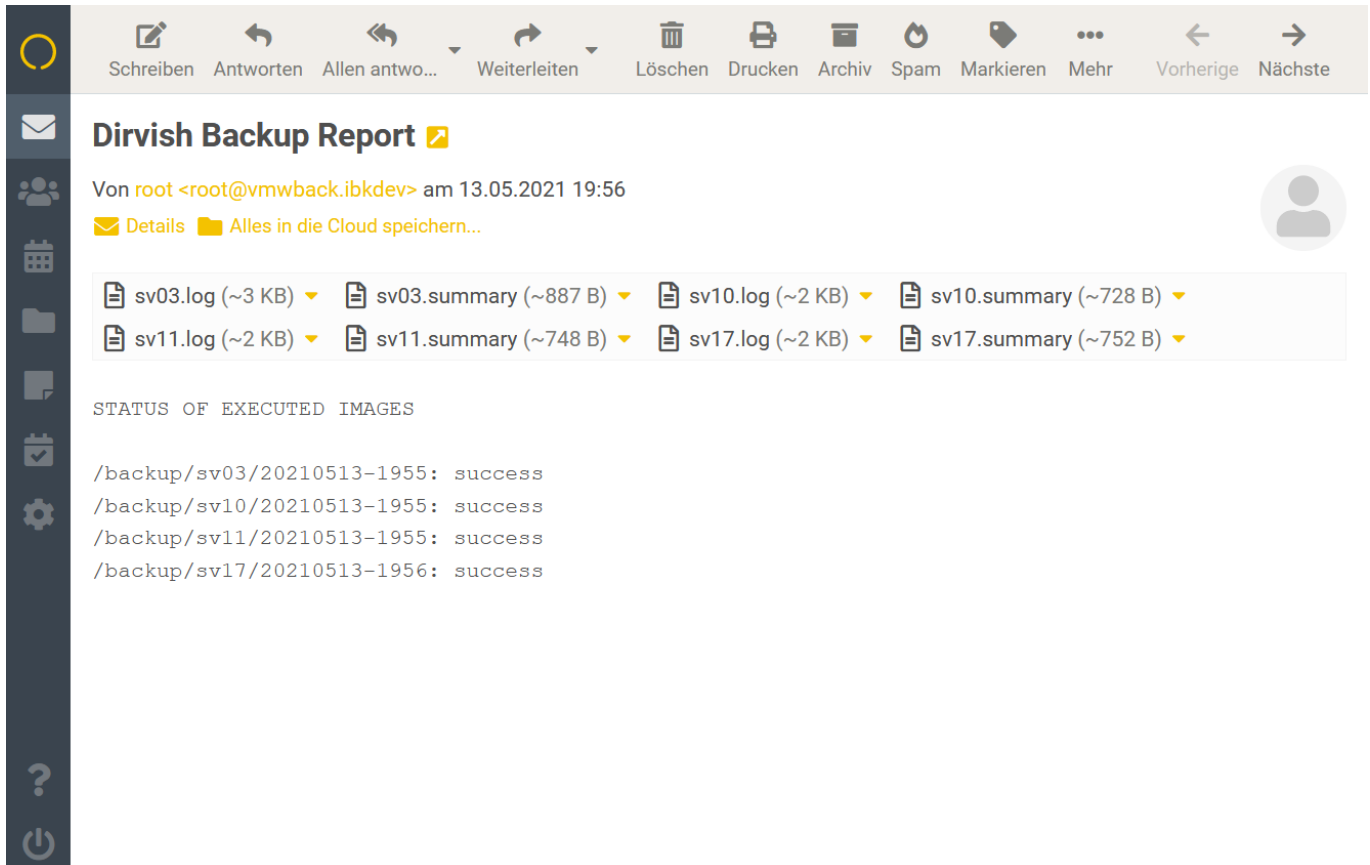 Schreiben Antworten Allen antwo... Weiterleiten Löschen Drucken Archiv Spam Markieren Mehr Vorherige Nächste
Dirvish Backup Report
Von root <root@vmwback.ibkdev> am 13.05.2021 19:56
Details Alles in die Cloud speichern...
sv03.log (~3 KB) sv03.summary (~887 B) sv10.log (~2 KB) sv10.summary (~728 B)
sv11.log (~2 KB) sv11.summary (~748 B) sv17.log (~2 KB) sv17.summary (~752 B)
STATUS OF EXECUTED IMAGES
/backup/sv03/20210513-1955: success
/backup/sv10/20210513-1955: success
/backup/sv11/20210513-1955: success
/backup/sv17/20210513-1956: success